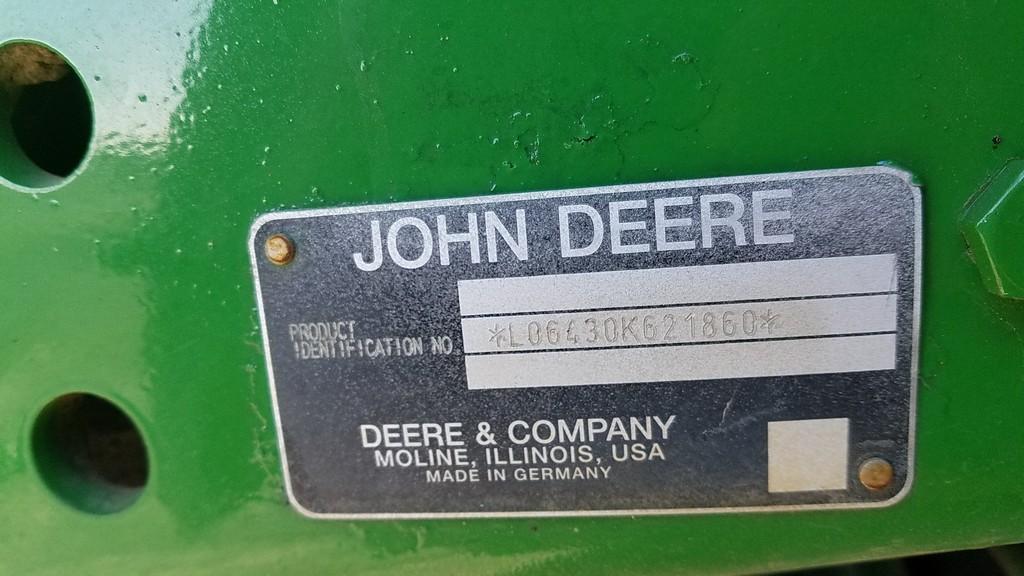 JOHN DEERE
PRODUCT
IDENTIFICATION NO
*L06430K621860*
DEERE & COMPANY
MOLINE, ILLINOIS, USA
MADE IN GERMANY